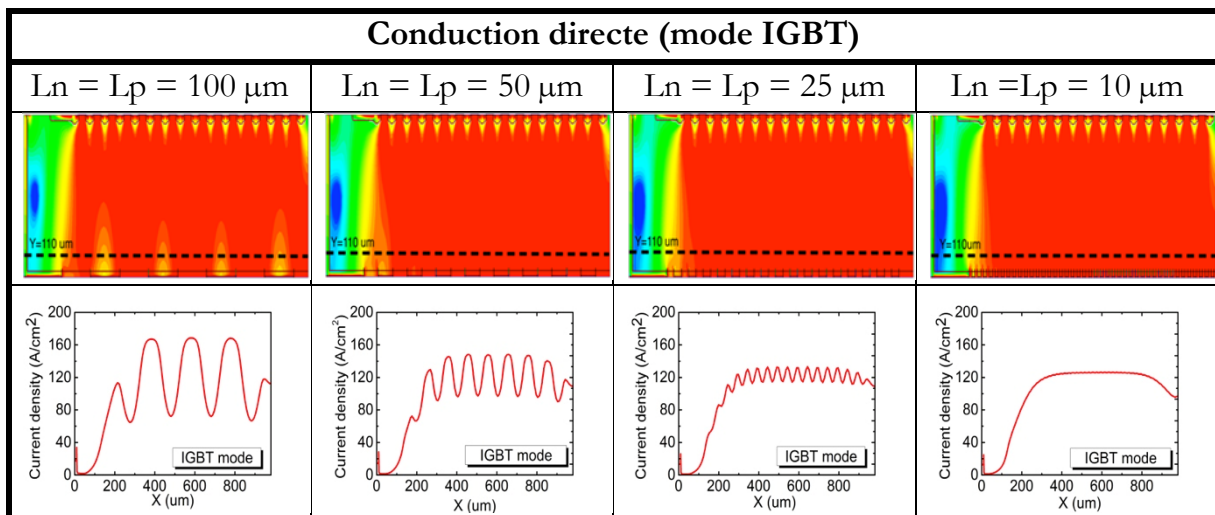 Conduction directe (mode IGBT)
Ln = Lp = 100 μm
Ln = Lp = 50 μm
Ln = Lp = 25 μm
Ln =Lp = 10 μm
Y=110 um
Y=110 um
Y=110 um
Y=110um
Current density (A/cm²)
200
160
120
80
40
0
0 200 400 600 800
X (um)
IGBT mode
Current density (A/cm²)
200
160
120
80
40
0
0 200 400 600 800
X (um)
IGBT mode
Current density (A/cm²)
200
160
120
80
40
0
0 200 400 600 800
X (um)
IGBT mode
Current density (A/cm²)
200
160
120
80
40
0
0 200 400 600 800
X (um)
IGBT mode